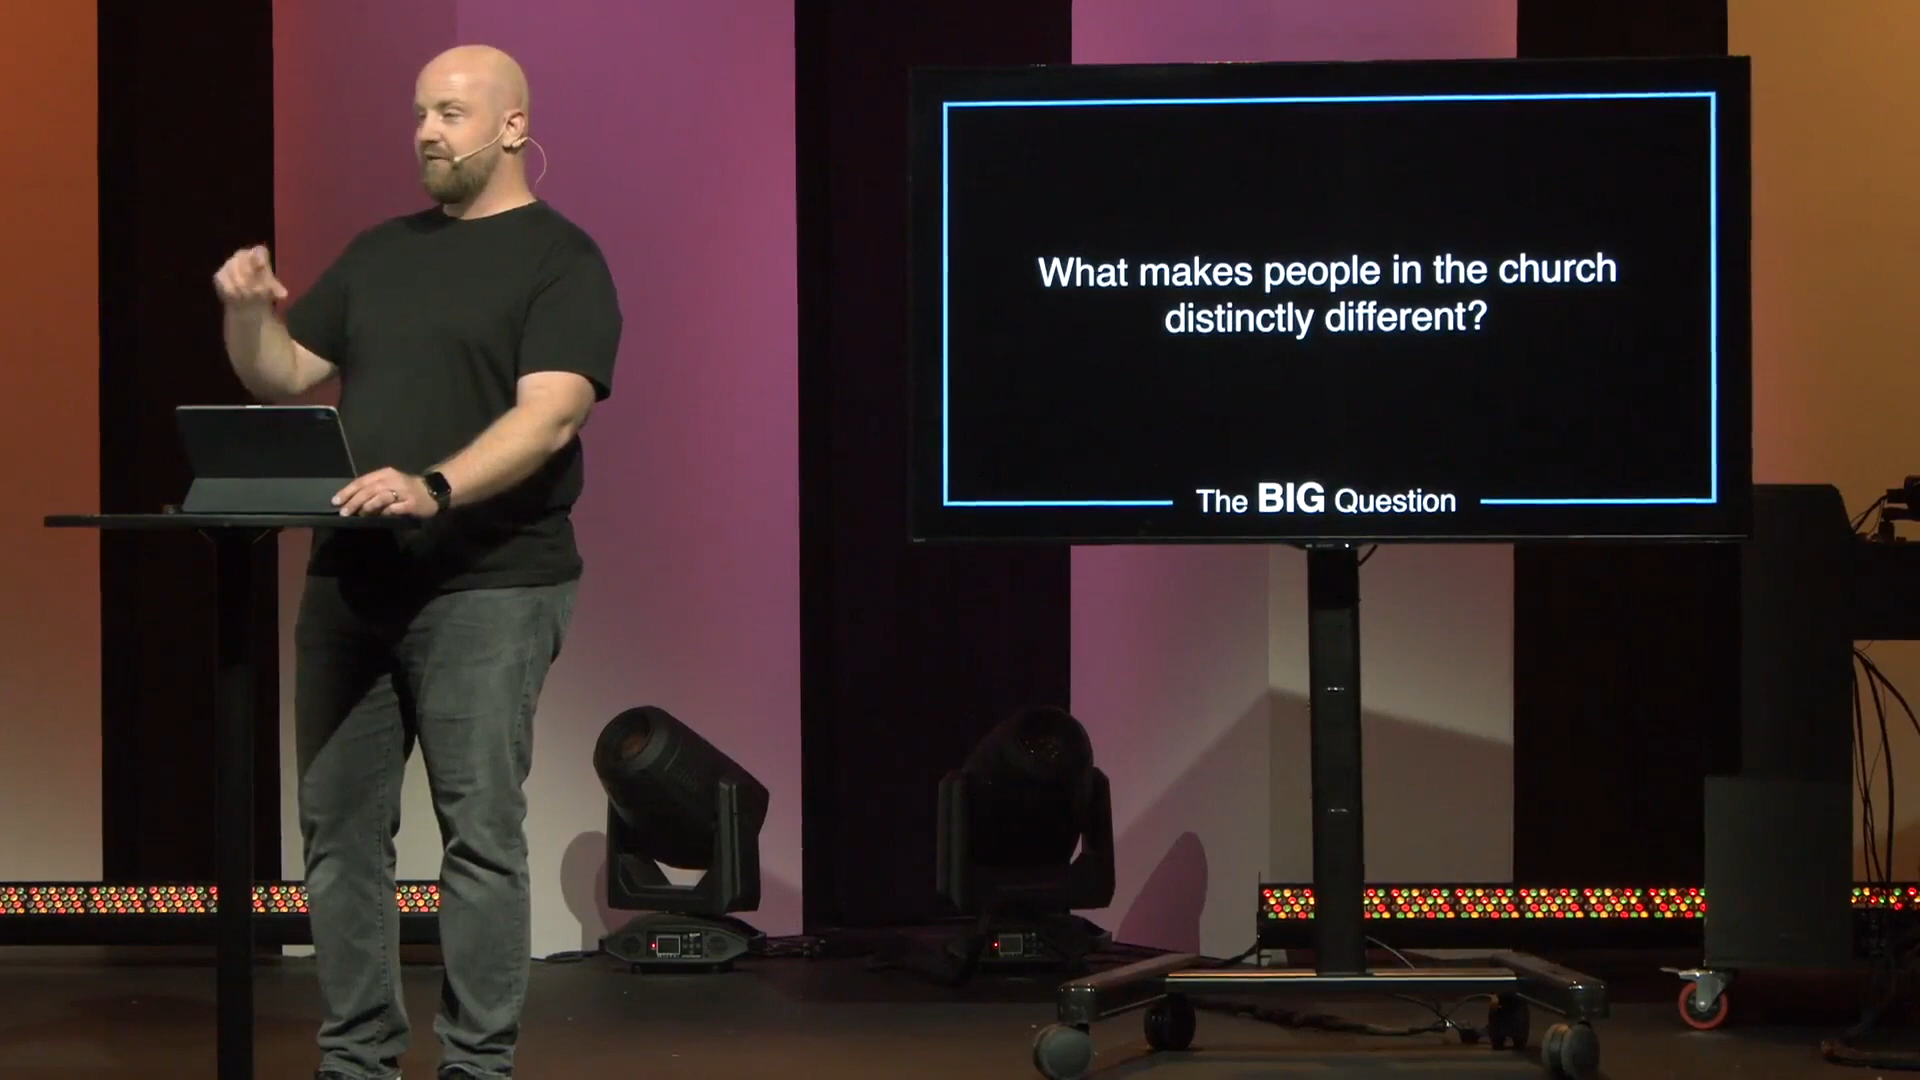 What makes people in the church
distinctly different?
The BIG Question